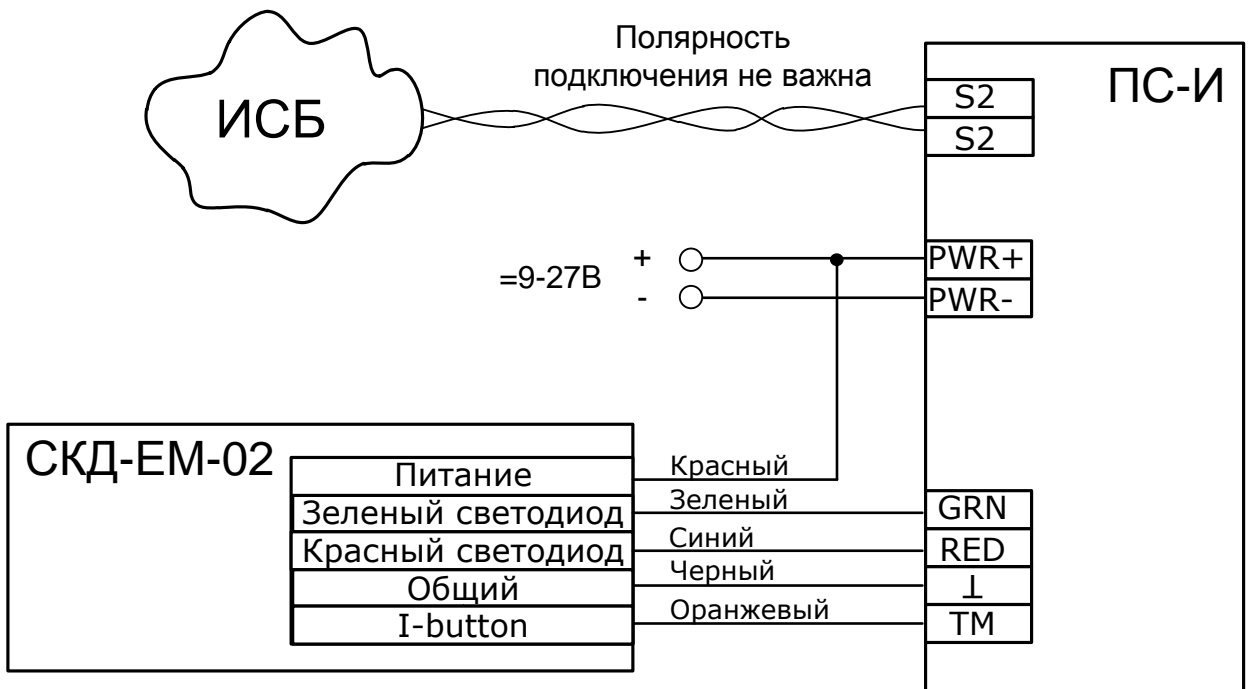 Полярность
подключения не важна
ИСБ
ПС-И
S2
S2
=9-27В
+
-
PWR+
PWR-
СКД-ЕМ-02
Питание
Красный
Зеленый светодиод
Зеленый
GRN
Красный светодиод
Синий
RED
Общий
Черный
⊥
I-button
Оранжевый
TM